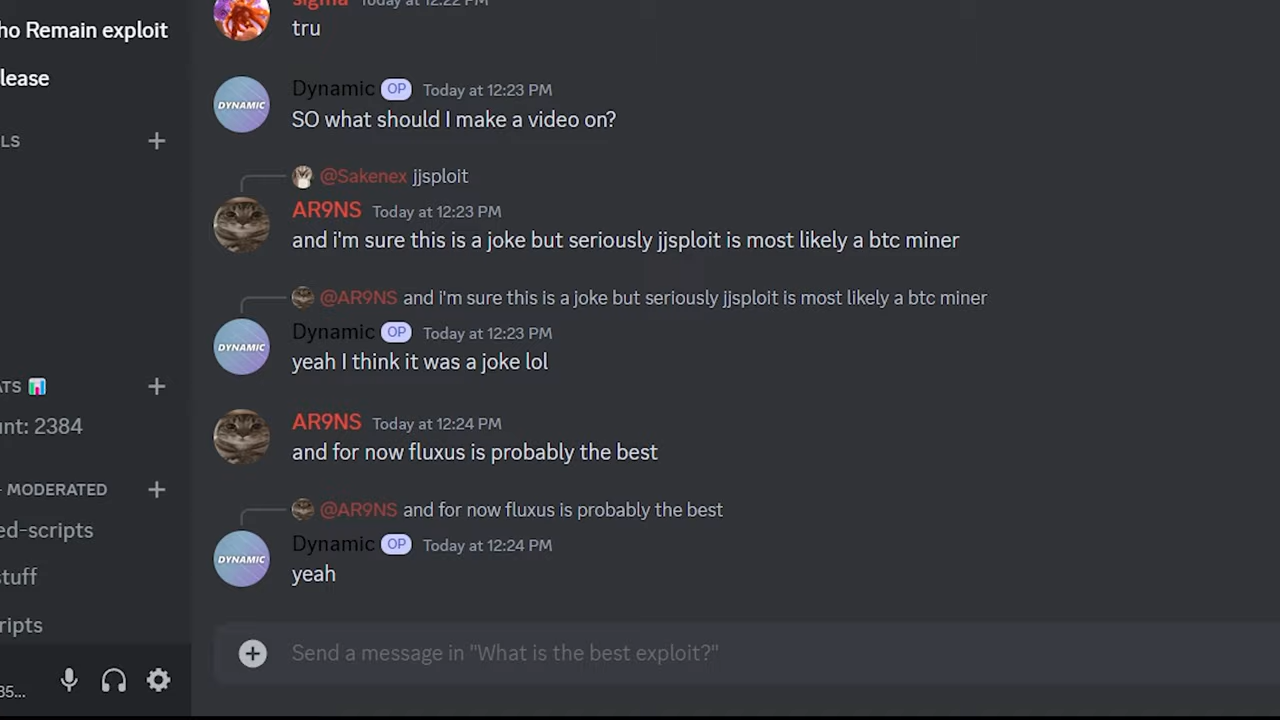 ho Remain exploit
lease
LS
ATS
nt: 2384
MODERATED
ed-scripts
stuff
ripts
35...
sigma Today at 12:22 PM
tru
Dynamic OP Today at 12:23 PM
SO what should I make a video on?
@Sakenex jjsploit
AR9NS Today at 12:23 PM
and i'm sure this is a joke but seriously jjsploit is most likely a btc miner
@AR9NS and i'm sure this is a joke but seriously jjsploit is most likely a btc miner
Dynamic OP Today at 12:23 PM
yeah I think it was a joke lol
AR9NS Today at 12:24 PM
and for now fluxus is probably the best
@AR9NS and for now fluxus is probably the best
Dynamic OP Today at 12:24 PM
yeah
Send a message in "What is the best exploit?"
DYNAMIC
DYNAMIC
DYNAMIC